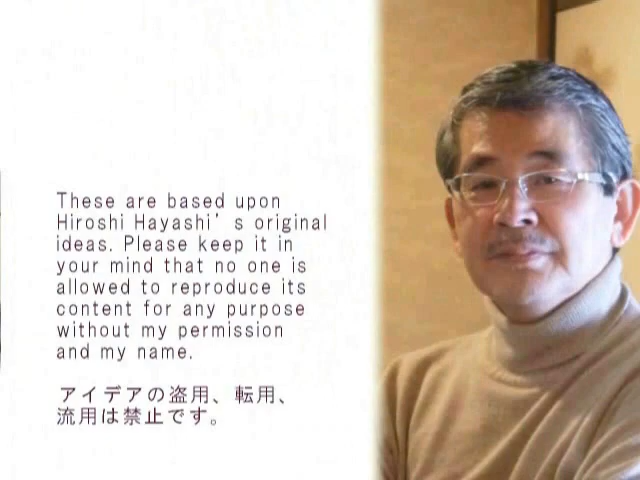 These are based upon
Hiroshi Hayashi’s original
ideas. Please keep it in
your mind that no one is
allowed to reproduce its
content for any purpose
without my permission
and my name.
アイデアの盗用、転用、
流用は禁止です。